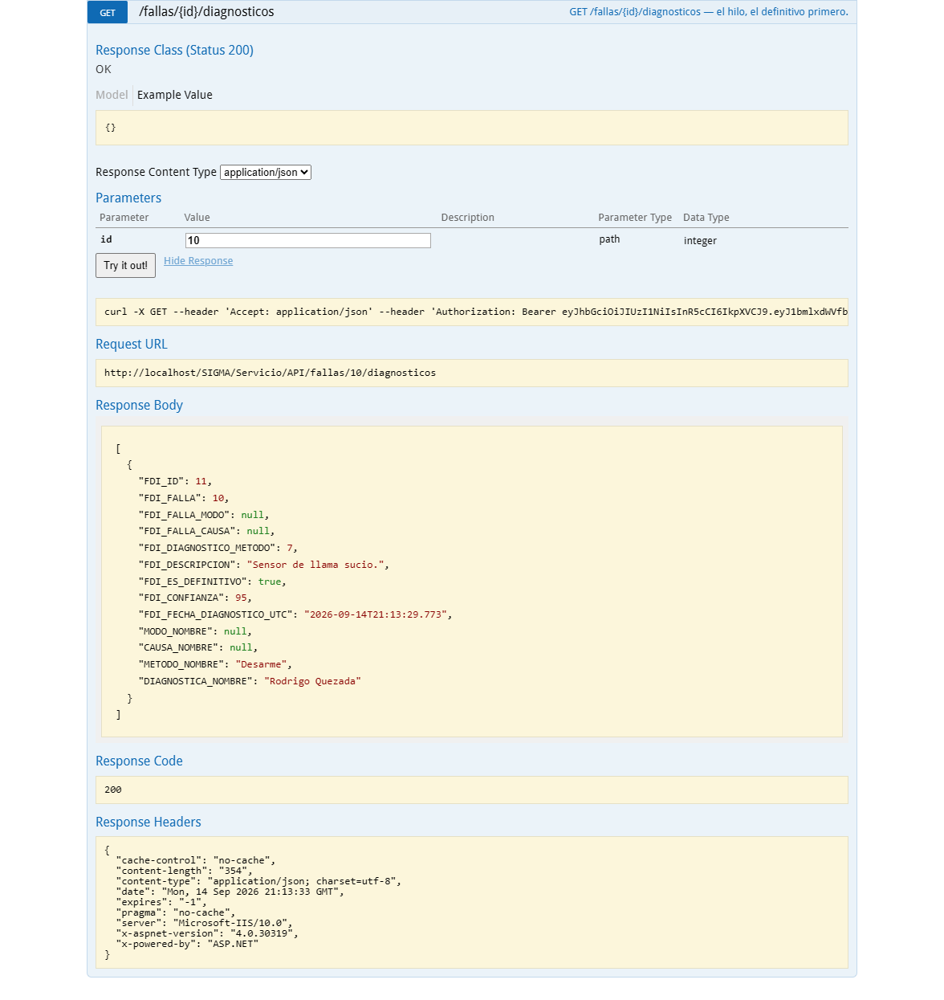 GET /fallas/{id}/diagnosticos GET /fallas/{id}/diagnosticos — el hilo, el definitivo primero.
Response Class (Status 200)
OK
Model Example Value
{}
Response Content Type application/json
Parameters
Parameter Value Description Parameter Type Data Type
id 10 path integer
Try it out! Hide Response
curl -X GET --header 'Accept: application/json' --header 'Authorization: Bearer eyJhbGciOiJIUzI1NiIsInR5cCI6IkpXVCJ9.eyJ1bmlxdWVfb
Request URL
http://localhost/SIGMA/Servicio/API/fallas/10/diagnosticos
Response Body
[
{
"FDI_ID": 11,
"FDI_FALLA": 10,
"FDI_FALLA_MODO": null,
"FDI_FALLA_CAUSA": null,
"FDI_DIAGNOSTICO_METODO": 7,
"FDI_DESCRIPCION": "Sensor de llama sucio.",
"FDI_ES_DEFINITIVO": true,
"FDI_CONFIANZA": 95,
"FDI_FECHA_DIAGNOSTICO_UTC": "2026-09-14T21:13:29.773",
"MODO_NOMBRE": null,
"CAUSA_NOMBRE": null,
"METODO_NOMBRE": "Desarme",
"DIAGNOSTICA_NOMBRE": "Rodrigo Quezada"
}
]
Response Code
200
Response Headers
{
"cache-control": "no-cache",
"content-length": "354",
"content-type": "application/json; charset=utf-8",
"date": "Mon, 14 Sep 2026 21:13:33 GMT",
"expires": "-1",
"pragma": "no-cache",
"server": "Microsoft-IIS/10.0",
"x-aspnet-version": "4.0.30319",
"x-powered-by": "ASP.NET"
}